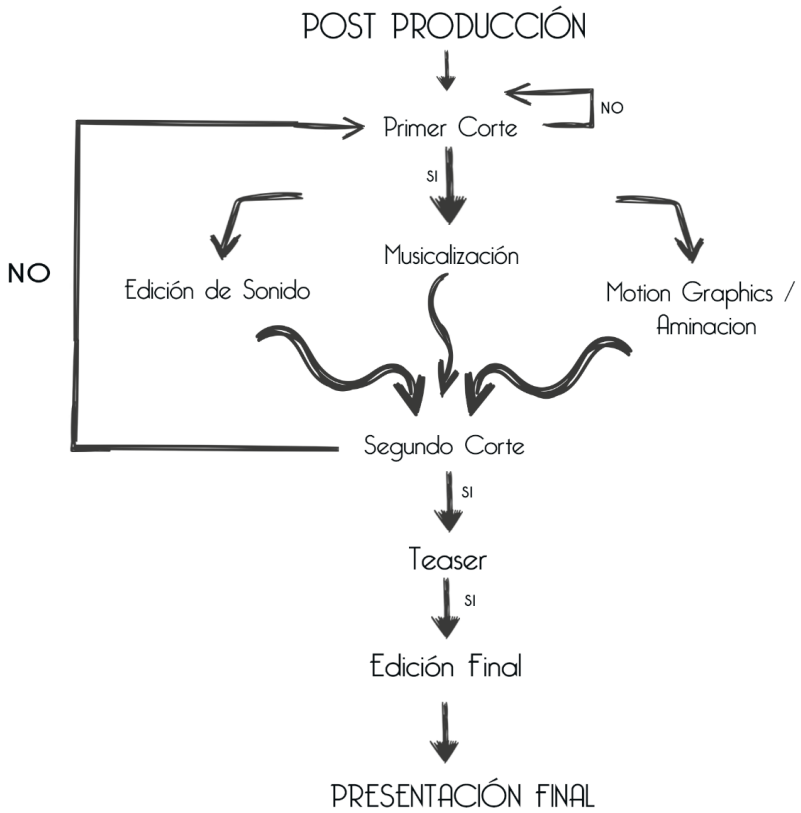 POST PRODUCCIÓN
NO
Primer Corte
SI
Musicalización
NO
Edición de Sonido
Motion Graphics /
Aminacion
Segundo Corte
SI
Teaser
SI
Edición Final
PRESENTACIÓN FINAL